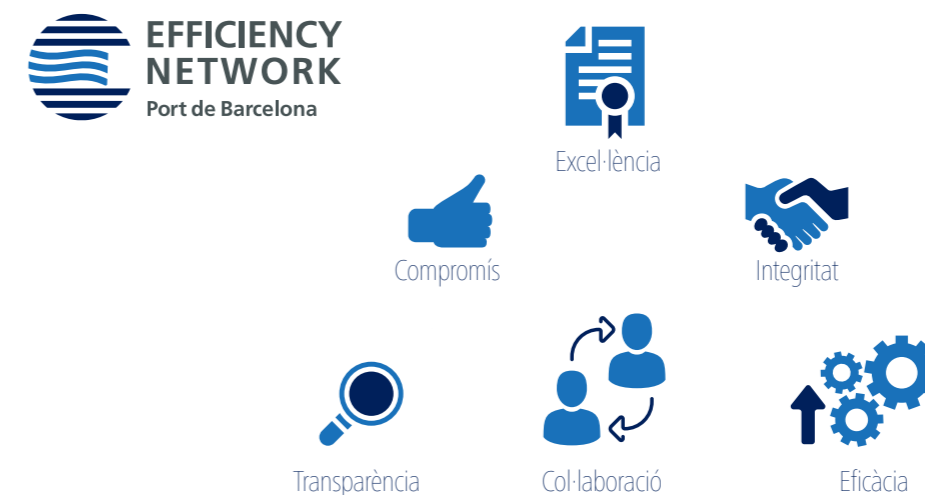 EFFICIENCY
NETWORK
Port de Barcelona
Excel·lència
Compromís
Integritat
Transparència
Col·laboració
Eficàcia